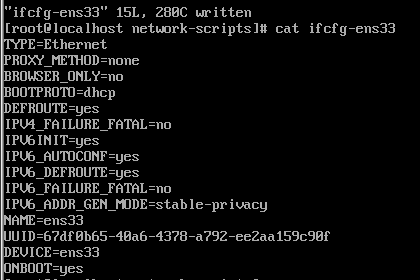 "ifcfg-ens33" 15L, 280C written
[root@localhost network-scripts]# cat ifcfg-ens33
TYPE=Ethernet
PROXY_METHOD=none
BROWSER_ONLY=no
BOOTPROTO=dhcp
DEFROUTE=yes
IPV4_FAILURE_FATAL=no
IPV6INIT=yes
IPV6_AUTOCONF=yes
IPV6_DEFROUTE=yes
IPV6_FAILURE_FATAL=no
IPV6_ADDR_GEN_MODE=stable-privacy
NAME=ens33
UUID=67df0b65-40a6-4378-a792-ee2aa159c90f
DEVICE=ens33
ONBOOT=yes